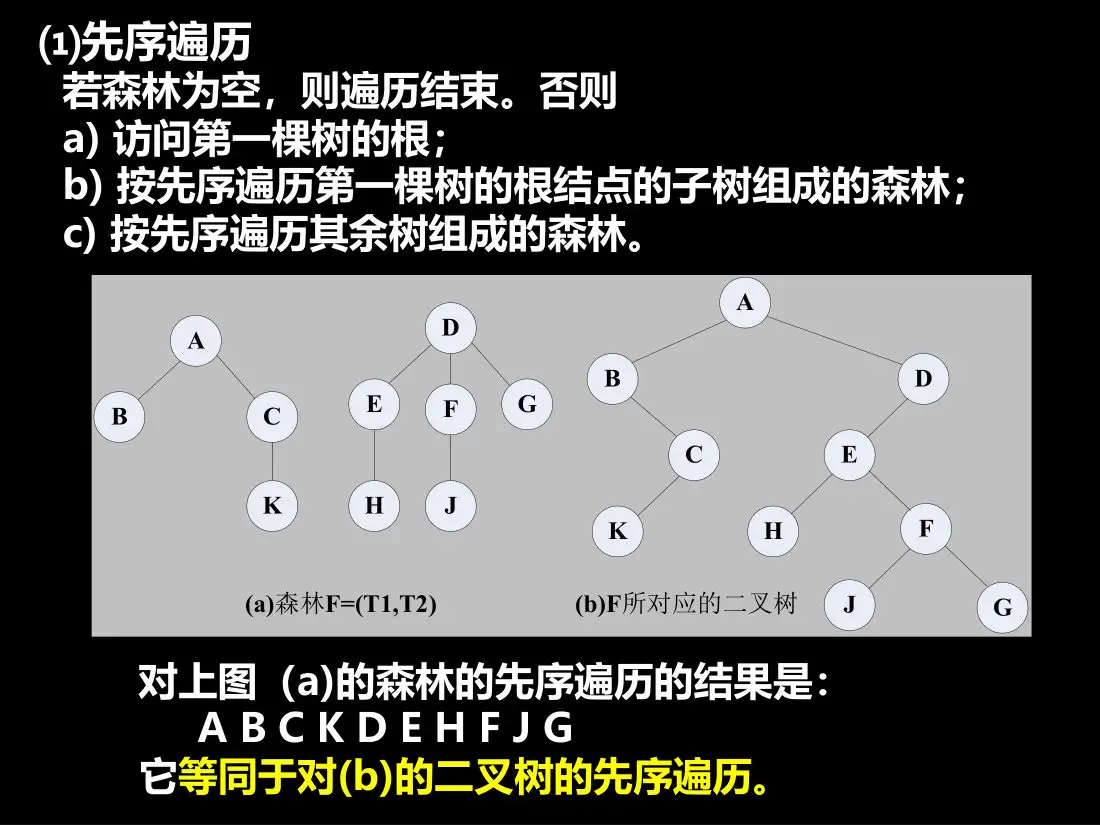 ⑴先序遍历
若森林为空，则遍历结束。否则
a) 访问第一棵树的根；
b) 按先序遍历第一棵树的根结点的子树组成的森林；
c) 按先序遍历其余树组成的森林。
A
B
C
K
D
E
F
G
H
J
(a)森林F=(T1,T2)
A
B
D
C
E
K
H
F
J
G
(b)F所对应的二叉树
对上图（a)的森林的先序遍历的结果是：
A B C K D E H F J G
它等同于对(b)的二叉树的先序遍历。